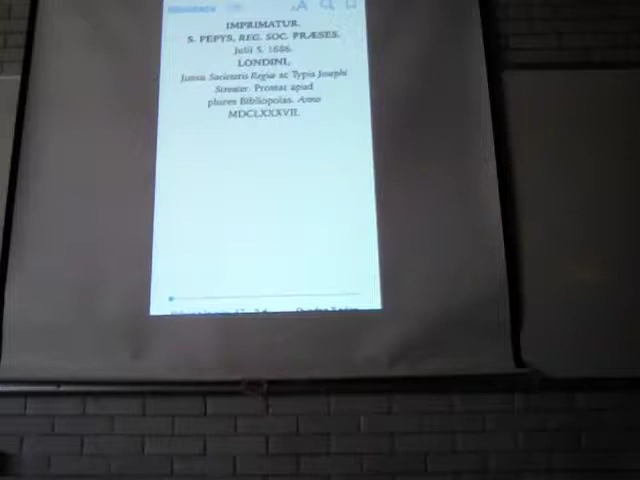 IMPRIMATUR.
S. PEPYS, REG. SOC. PRÆSES.
Julii 5. 1686.
LONDINI,
Jussu Societatis Regiæ ac Typis Josephi
Streater. Prostat apud
plures Bibliopolas. Anno
MDCLXXXVII.